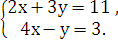 2x + 3y = 11 ,
4x − y = 3.